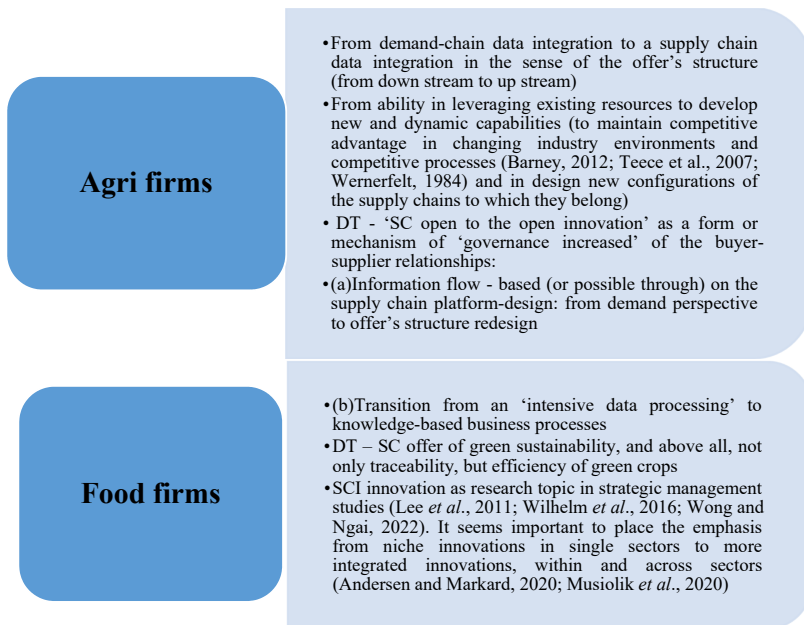 Agri firms
•From demand-chain data integration to a supply chain
data integration in the sense of the offer's structure
(from down stream to up stream)
•From ability in leveraging existing resources to develop
new and dynamic capabilities (to maintain competitive
advantage in changing industry environments and
competitive processes (Barney, 2012; Teece et al., 2007;
Wernerfelt, 1984) and in design new configurations of
the supply chains to which they belong)
• DT - ‘SC open to the open innovation’ as a form or
mechanism of ‘governance increased’ of the buyer-
supplier relationships:
•(a)Information flow - based (or possible through) on the
supply chain platform-design: from demand perspective
to offer's structure redesign
Food firms
•(b)Transition from an ‘intensive data processing’ to
knowledge-based business processes
•DT – SC offer of green sustainability, and above all, not
only traceability, but efficiency of green crops
•SCI innovation as research topic in strategic management
studies (Lee et al., 2011; Wilhelm et al., 2016; Wong and
Ngai, 2022). It seems important to place the emphasis
from niche innovations in single sectors to more
integrated innovations, within and across sectors
(Andersen and Markard, 2020; Musiolik et al., 2020)